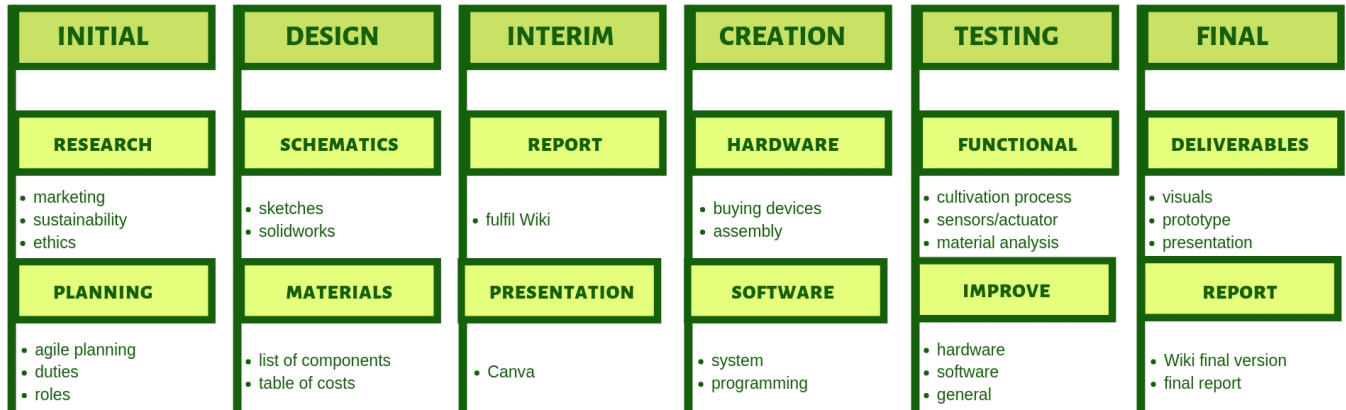 INITIAL
RESEARCH
marketing
sustainability
ethics
PLANNING
agile planning
duties
roles
DESIGN
SCHEMATICS
sketches
solidworks
MATERIALS
list of components
table of costs
INTERIM
REPORT
fulfil Wiki
PRESENTATION
Canva
CREATION
HARDWARE
buying devices
assembly
SOFTWARE
system
programming
TESTING
FUNCTIONAL
cultivation process
sensors/actuator
material analysis
IMPROVE
hardware
software
general
FINAL
DELIVERABLES
visuals
prototype
presentation
REPORT
Wiki final version
final report